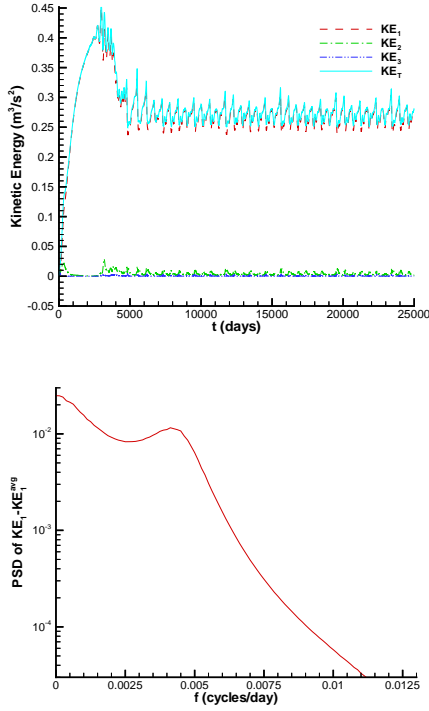 0.45
0.4
0.35
0.3
0.25
0.2
0.15
0.1
0.05
0
-0.05
Kinetic Energy (m³/s²)
KE₁
KE₂
KE₃
KE_T
0 5000 10000 15000 20000 25000
t (days)
10⁻²
10⁻³
10⁻⁴
PSD of KE₁-KE₁ᵃᵛᵍ
0 0.0025 0.005 0.0075 0.01 0.0125
f (cycles/day)